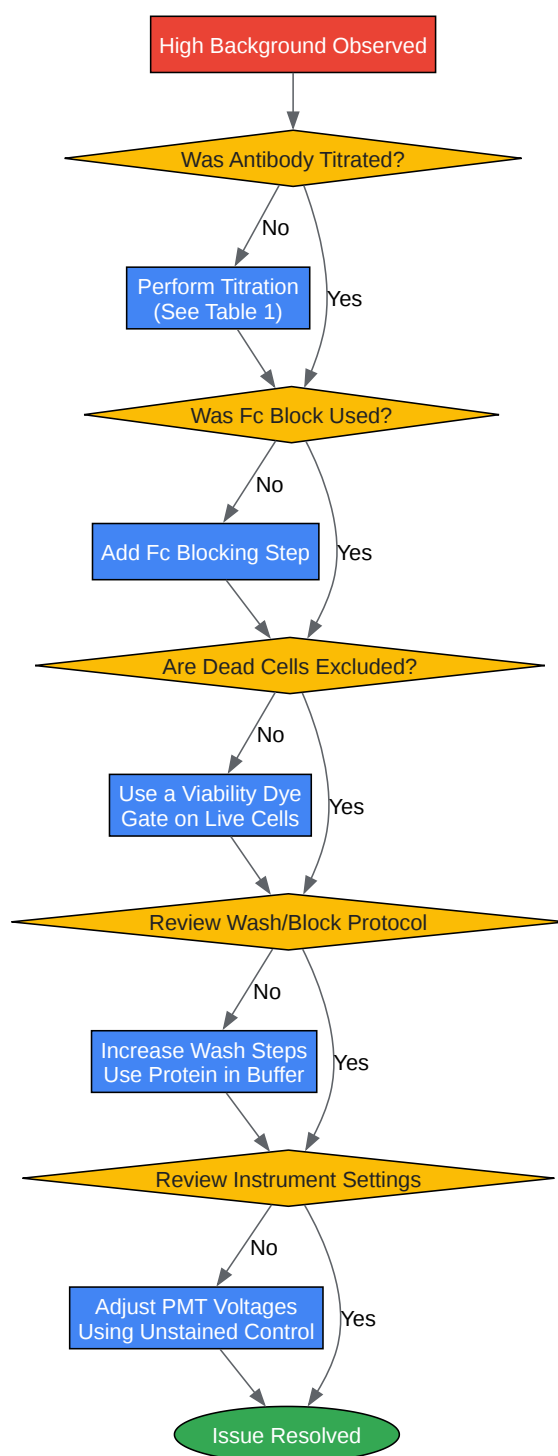 High Background Observed
Was Antibody Titrated?
No
Perform Titration
(See Table 1)
Yes
Was Fc Block Used?
No
Add Fc Blocking Step
Yes
Are Dead Cells Excluded?
No
Use a Viability Dye
Gate on Live Cells
Yes
Review Wash/Block Protocol
No
Increase Wash Steps
Use Protein in Buffer
Yes
Review Instrument Settings
No
Adjust PMT Voltages
Using Unstained Control
Yes
Issue Resolved